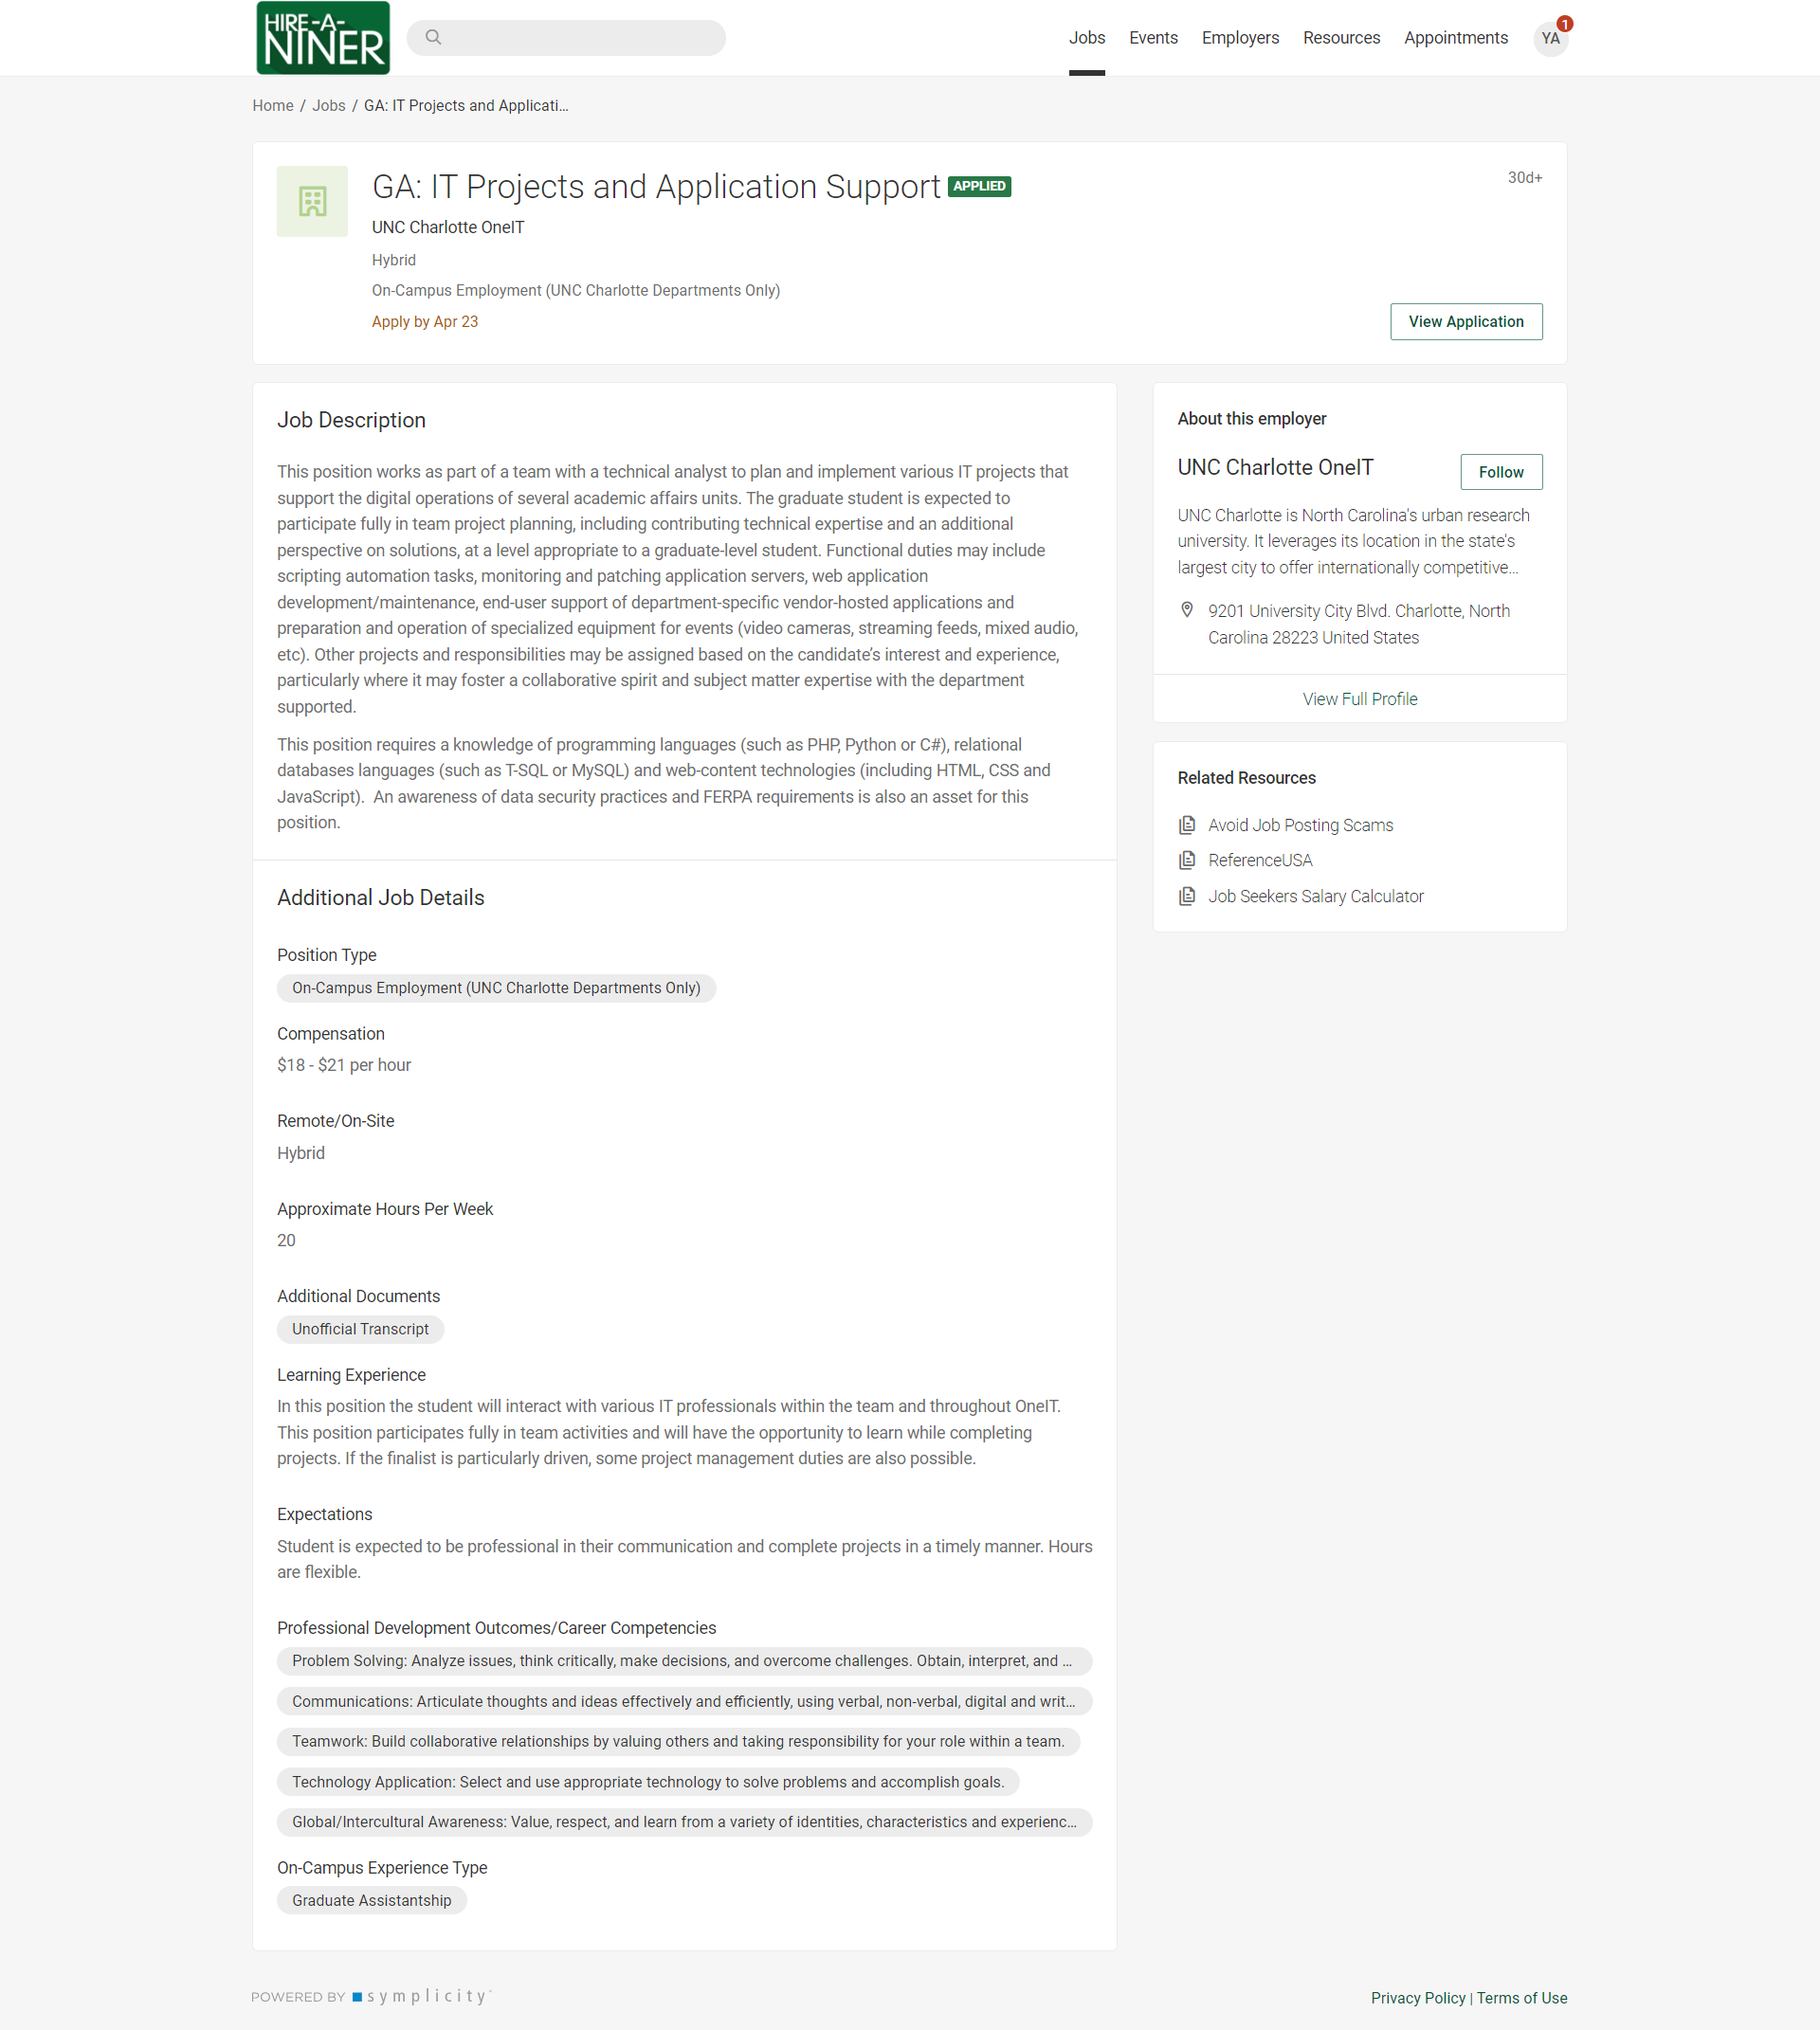 HIRE-A-
NINER
Jobs Events Employers Resources Appointments YA 1
Home / Jobs / GA: IT Projects and Applicati...
GA: IT Projects and Application Support APPLIED
30d+
UNC Charlotte OneIT
Hybrid
On-Campus Employment (UNC Charlotte Departments Only)
Apply by Apr 23
View Application
Job Description
This position works as part of a team with a technical analyst to plan and implement various IT projects that
support the digital operations of several academic affairs units. The graduate student is expected to
participate fully in team project planning, including contributing technical expertise and an additional
perspective on solutions, at a level appropriate to a graduate-level student. Functional duties may include
scripting automation tasks, monitoring and patching application servers, web application
development/maintenance, end-user support of department-specific vendor-hosted applications and
preparation and operation of specialized equipment for events (video cameras, streaming feeds, mixed audio,
etc). Other projects and responsibilities may be assigned based on the candidate’s interest and experience,
particularly where it may foster a collaborative spirit and subject matter expertise with the department
supported.
This position requires a knowledge of programming languages (such as PHP, Python or C#), relational
databases languages (such as T-SQL or MySQL) and web-content technologies (including HTML, CSS and
JavaScript).  An awareness of data security practices and FERPA requirements is also an asset for this
position.
Additional Job Details
Position Type
On-Campus Employment (UNC Charlotte Departments Only)
Compensation
$18 - $21 per hour
Remote/On-Site
Hybrid
Approximate Hours Per Week
20
Additional Documents
Unofficial Transcript
Learning Experience
In this position the student will interact with various IT professionals within the team and throughout OneIT.
This position participates fully in team activities and will have the opportunity to learn while completing
projects. If the finalist is particularly driven, some project management duties are also possible.
Expectations
Student is expected to be professional in their communication and complete projects in a timely manner. Hours
are flexible.
Professional Development Outcomes/Career Competencies
Problem Solving: Analyze issues, think critically, make decisions, and overcome challenges. Obtain, interpret, and ...
Communications: Articulate thoughts and ideas effectively and efficiently, using verbal, non-verbal, digital and writ...
Teamwork: Build collaborative relationships by valuing others and taking responsibility for your role within a team.
Technology Application: Select and use appropriate technology to solve problems and accomplish goals.
Global/Intercultural Awareness: Value, respect, and learn from a variety of identities, characteristics and experienc...
On-Campus Experience Type
Graduate Assistantship
About this employer
UNC Charlotte OneIT
Follow
UNC Charlotte is North Carolina's urban research
university. It leverages its location in the state's
largest city to offer internationally competitive...
9201 University City Blvd. Charlotte, North
Carolina 28223 United States
View Full Profile
Related Resources
Avoid Job Posting Scams
ReferenceUSA
Job Seekers Salary Calculator
POWERED BY symplicity
Privacy Policy | Terms of Use